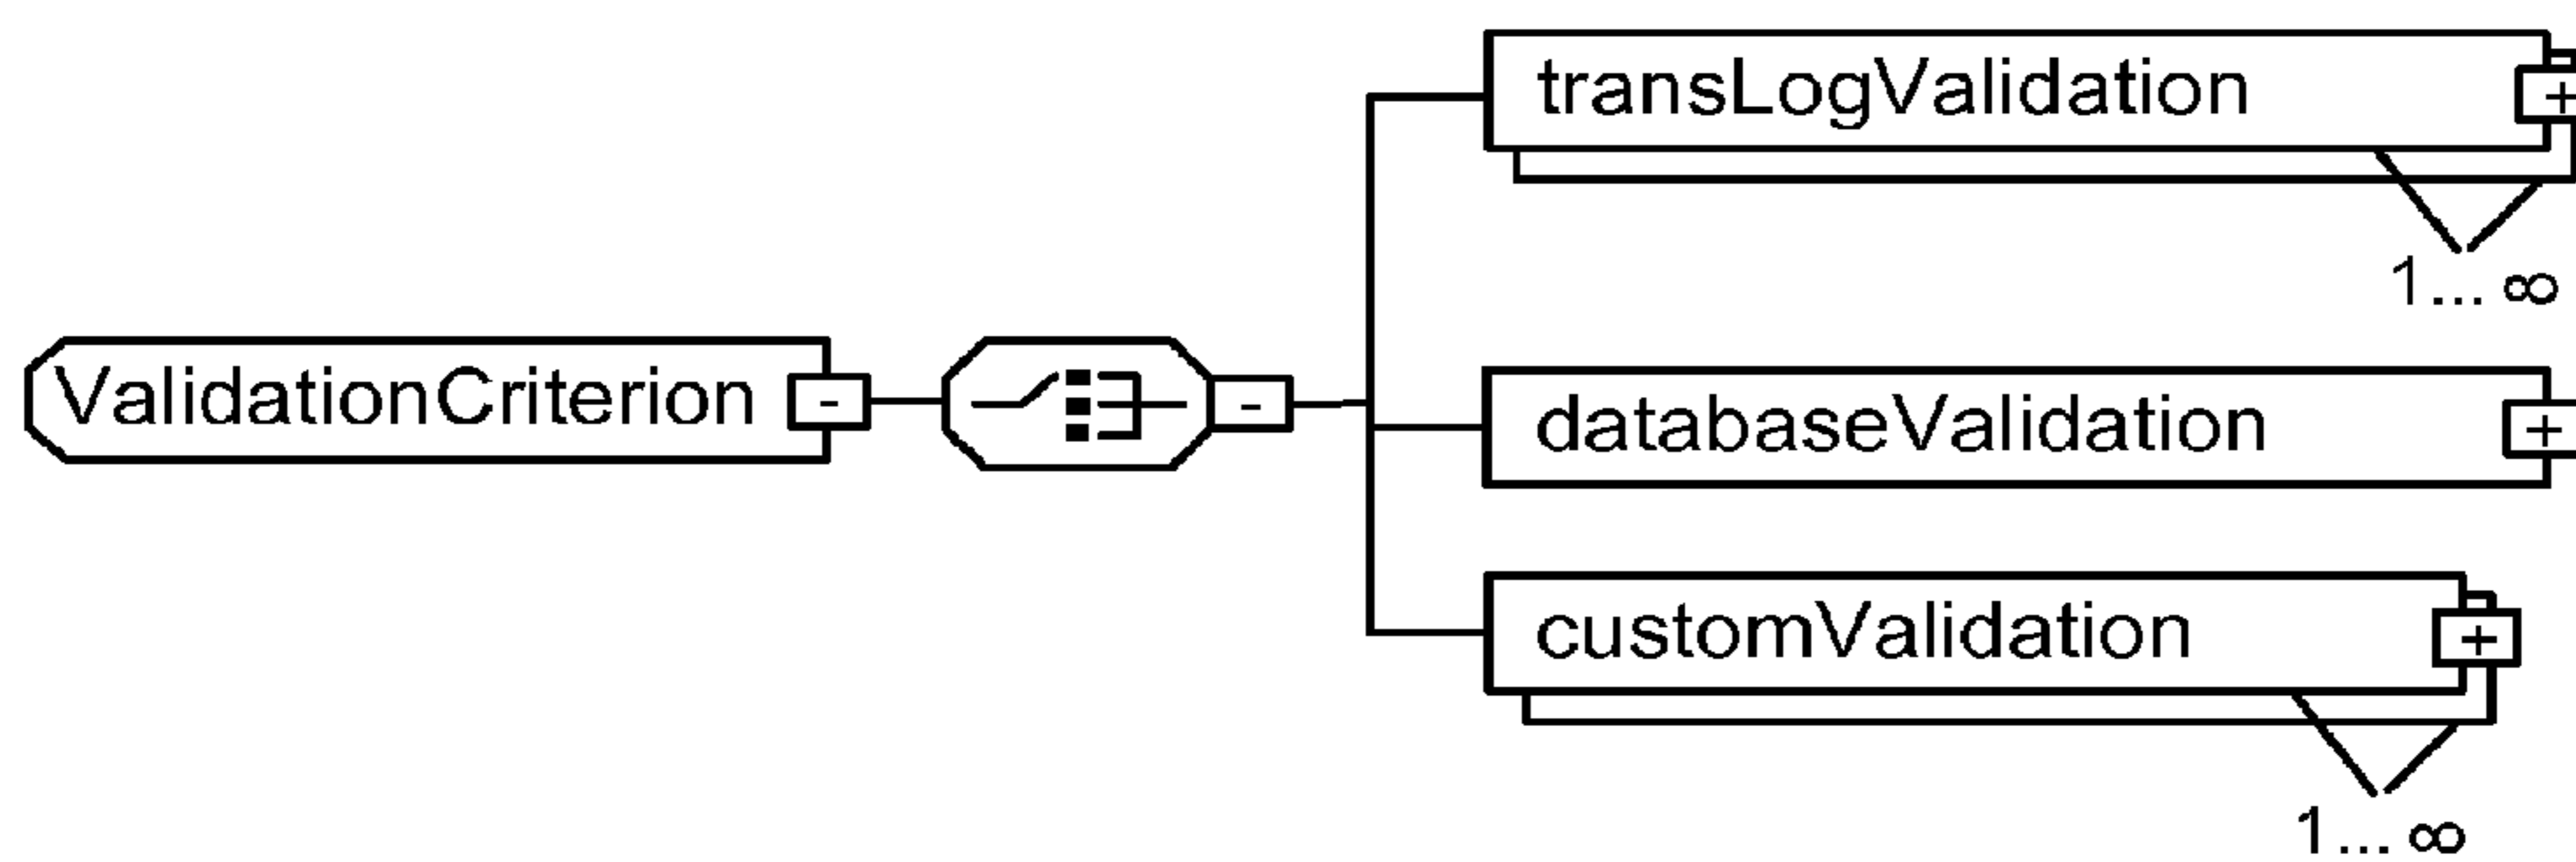 transLogValidation +
1... ∞
ValidationCriterion - -
databaseValidation +
customValidation +
1... ∞